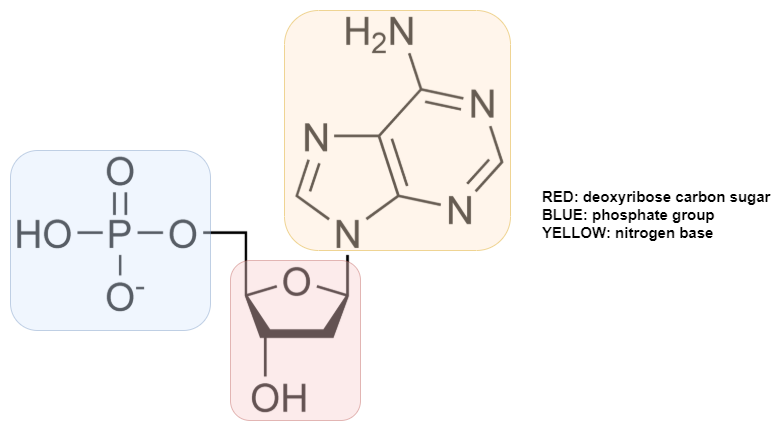 H₂N
N
N
O
N
HO P O
N
O⁻
O
OH
RED: deoxyribose carbon sugar
BLUE: phosphate group
YELLOW: nitrogen base